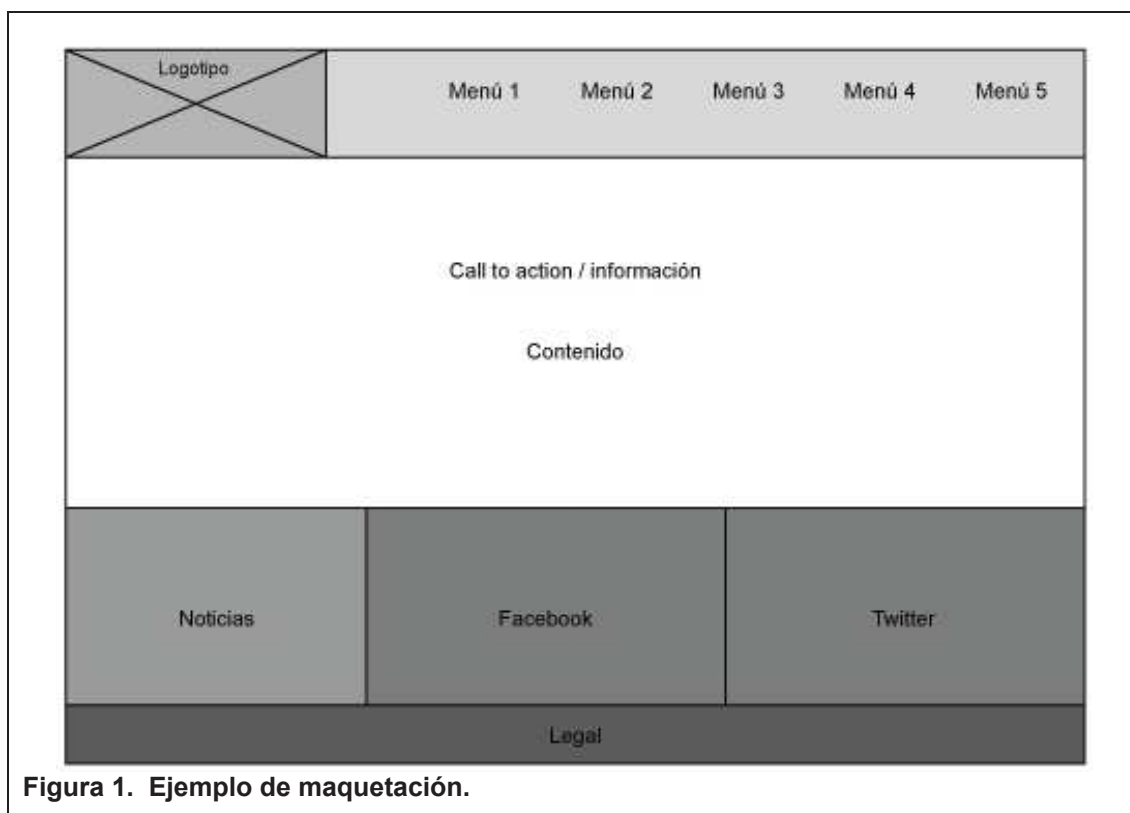 Logotipo
Menú 1 Menú 2 Menú 3 Menú 4 Menú 5
Call to action / información
Contenido
Noticias Facebook Twitter
Legal
Figura 1. Ejemplo de maquetación.